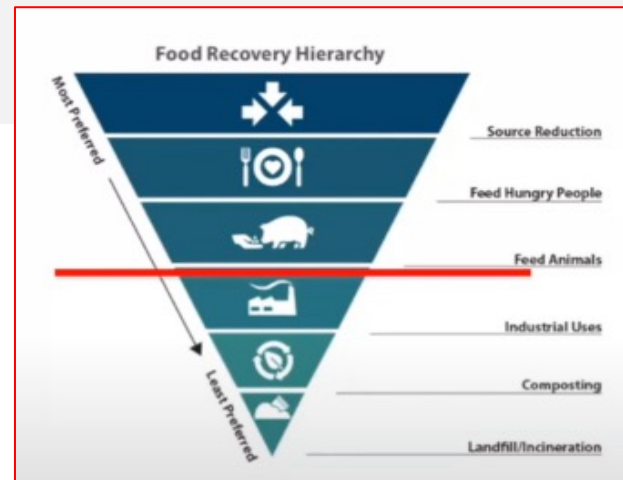 Food Recovery Hierarchy
Most Preferred
Source Reduction
Feed Hungry People
Feed Animals
Industrial Uses
Composting
Least Preferred
Landfill/Incineration